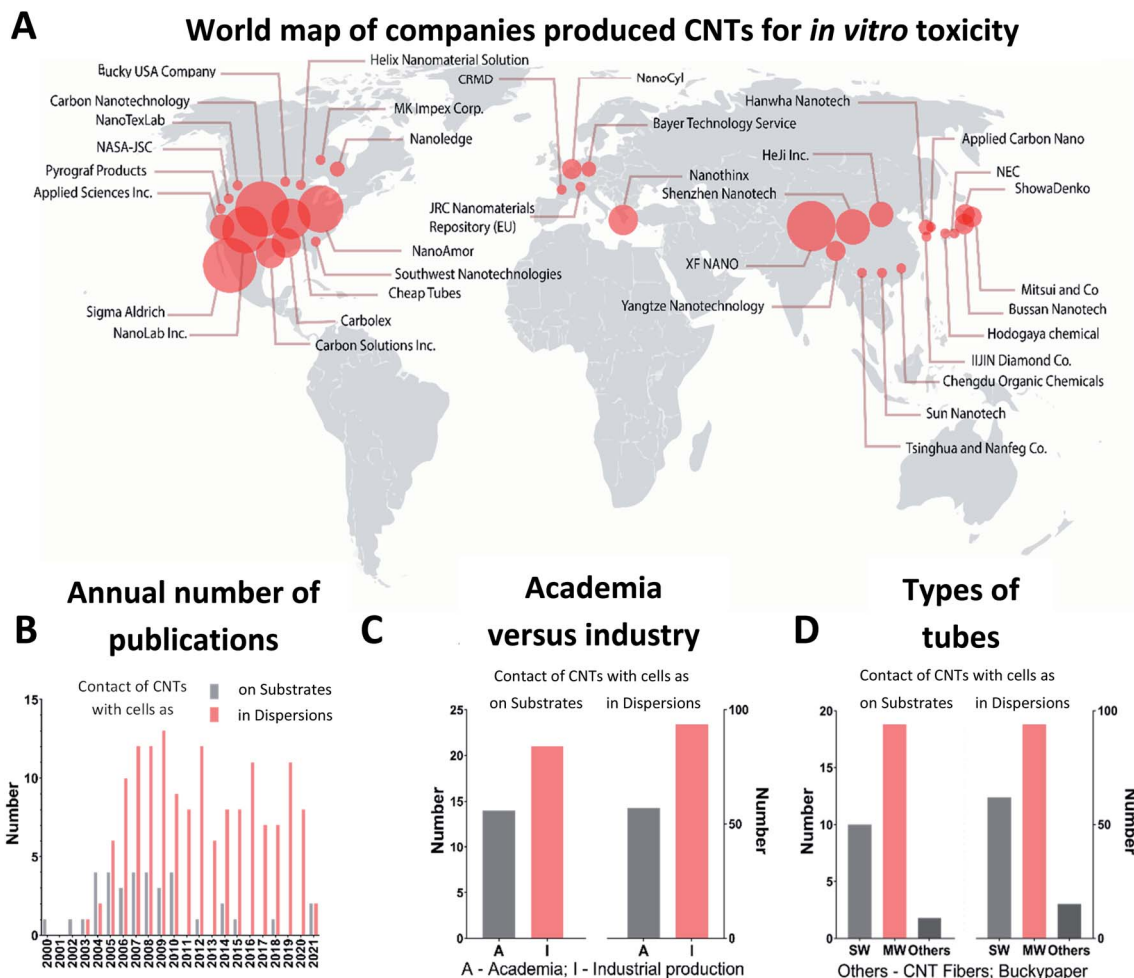 A
World map of companies produced CNTs for in vitro toxicity
Bucky USA Company
Helix Nanomaterial Solution
CRMD
NanoCyl
Carbon Nanotechnology
MK Impex Corp.
Hanwha Nanotech
NanoTexLab
Nanoledge
Bayer Technology Service
Applied Carbon Nano
NASA-JSC
HeJi Inc.
NEC
Pyrograf Products
Nanothinx
ShowaDenko
Applied Sciences Inc.
Shenzhen Nanotech
JRC Nanomaterials
Repository (EU)
NanoAmor
XF NANO
Southwest Nanotechnologies
Mitsui and Co
Cheap Tubes
Yangtze Nanotechnology
Bussan Nanotech
Sigma Aldrich
Carbolex
Hodogaya chemical
NanoLab Inc.
Carbon Solutions Inc.
IIJIN Diamond Co.
Chengdu Organic Chemicals
Sun Nanotech
Tsinghua and Nanfeg Co.
B
Annual number of
publications
Contact of CNTs
with cells as
on Substrates
in Dispersions
Number
15
10
5
0
2000 2001 2002 2003 2004 2005 2006 2007 2008 2009 2010 2011 2012 2013 2014 2015 2016 2017 2018 2019 2020 2021
C
Academia
versus industry
Contact of CNTs with cells as
on Substrates in Dispersions
Number
25
20
15
10
5
0
100
50
0
Number
A I A I
A - Academia; I - Industrial production
D
Types of
tubes
Contact of CNTs with cells as
on Substrates in Dispersions
Number
20
15
10
5
0
100
50
0
Number
SW MW Others SW MW Others
Others - CNT Fibers; Buckypaper